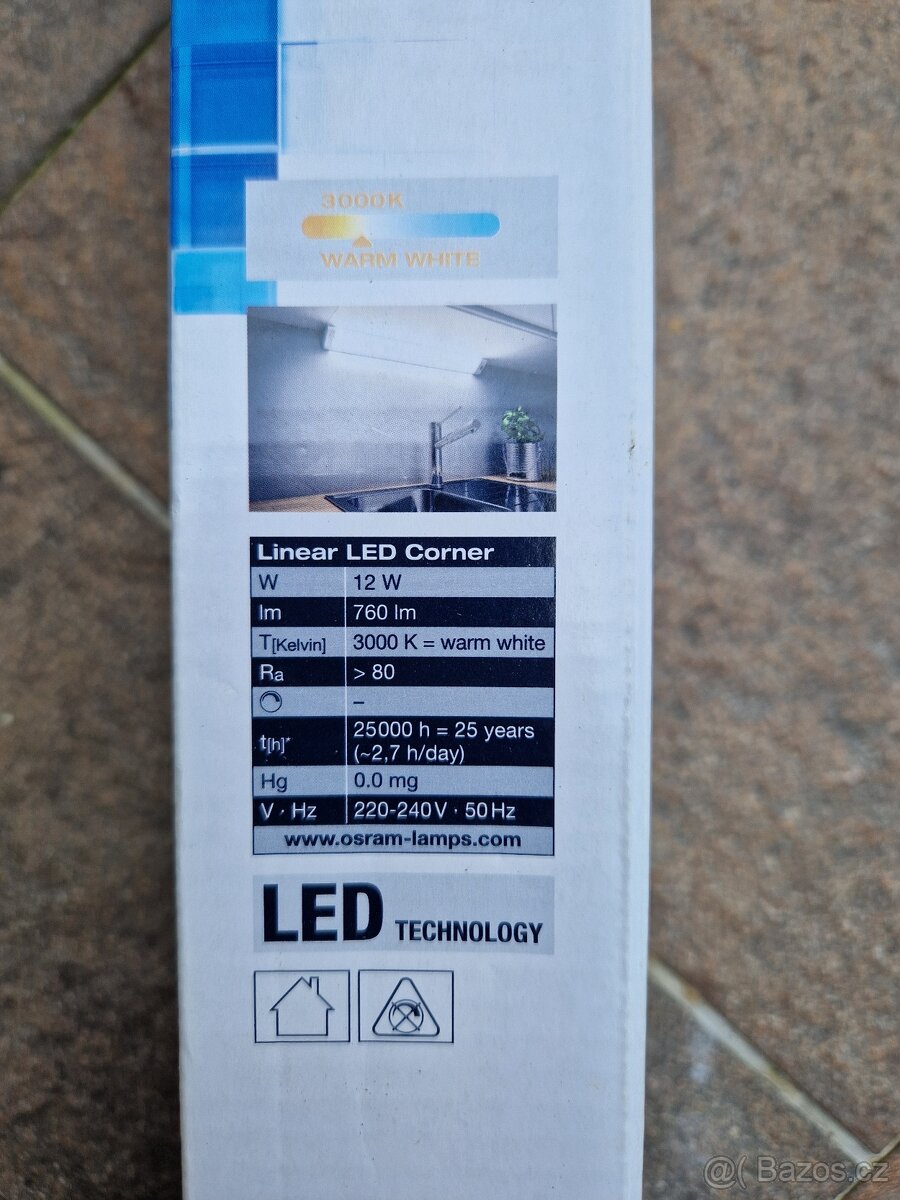 3000K
WARM WHITE
Linear LED Corner
W 12 W
lm 760 lm
T[Kelvin] 3000 K = warm white
Ra > 80
–
t[h]* 25000 h = 25 years
(~2,7 h/day)
Hg 0.0 mg
V · Hz 220-240V · 50Hz
www.osram-lamps.com
LED TECHNOLOGY
@( Bazos.cz